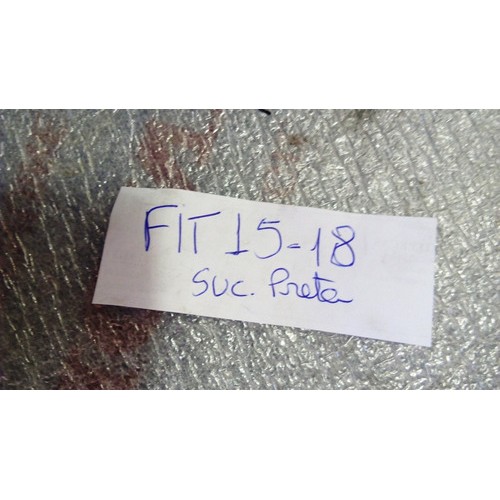 FIT 15-18
SUC. Preta